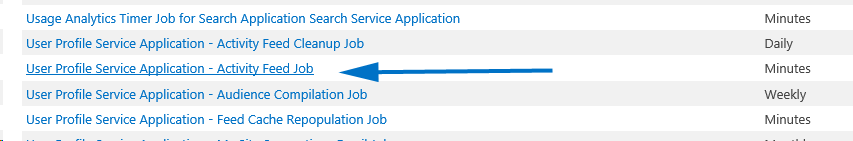 Usage Analytics Timer Job for Search Application Search Service Application Minutes
User Profile Service Application - Activity Feed Cleanup Job Daily
User Profile Service Application - Activity Feed Job Minutes
User Profile Service Application - Audience Compilation Job Weekly
User Profile Service Application - Feed Cache Repopulation Job Minutes